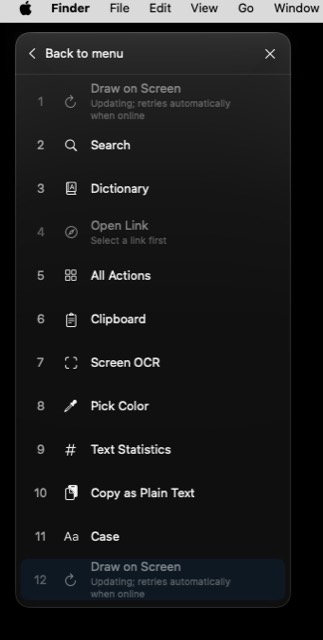 Finder File Edit View Go Window
Back to menu
1 Draw on Screen
Updating; retries automatically
when online
2 Search
3 Dictionary
4 Open Link
Select a link first
5 All Actions
6 Clipboard
7 Screen OCR
8 Pick Color
9 # Text Statistics
10 Copy as Plain Text
11 Aa Case
12 Draw on Screen
Updating; retries automatically
when online